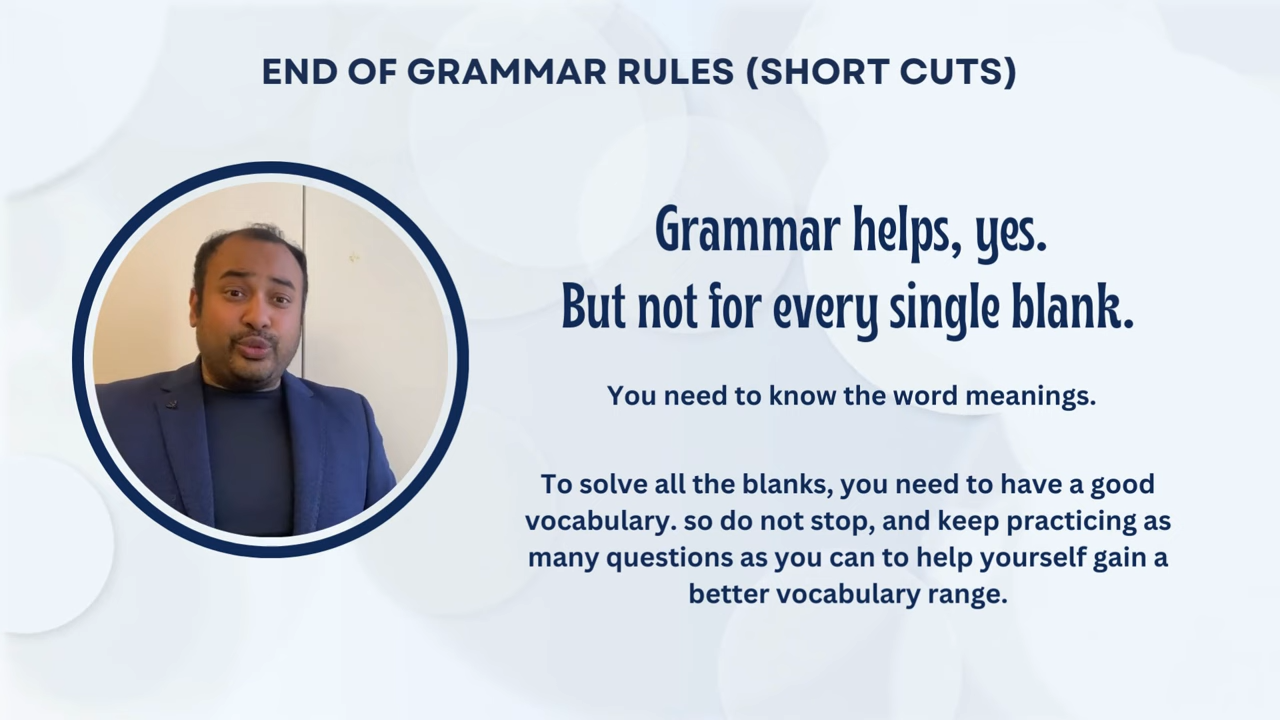 END OF GRAMMAR RULES (SHORT CUTS)
Grammar helps, yes.
But not for every single blank.
You need to know the word meanings.
To solve all the blanks, you need to have a good
vocabulary. so do not stop, and keep practicing as
many questions as you can to help yourself gain a
better vocabulary range.